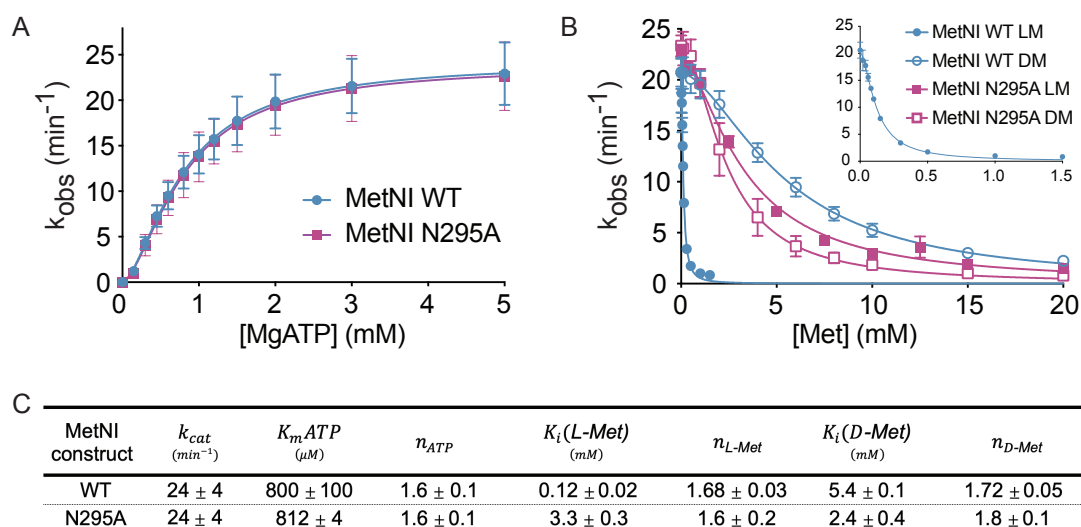 A
k_obs (min⁻¹)
25
20
15
10
5
0
0 1 2 3 4 5
[MgATP] (mM)
MetNI WT
MetNI N295A
B
k_obs (min⁻¹)
25
20
15
10
5
0
0 5 10 15 20
[Met] (mM)
25
20
15
10
5
0
0 0.5 1.0 1.5
MetNI WT LM
MetNI WT DM
MetNI N295A LM
MetNI N295A DM
C
MetNI construct k_cat (min⁻¹) K_mATP (μM) n_ATP K_i(L-Met) (mM) n_L-Met K_i(D-Met) (mM) n_D-Met
WT 24 ± 4 800 ± 100 1.6 ± 0.1 0.12 ± 0.02 1.68 ± 0.03 5.4 ± 0.1 1.72 ± 0.05
N295A 24 ± 4 812 ± 4 1.6 ± 0.1 3.3 ± 0.3 1.6 ± 0.2 2.4 ± 0.4 1.8 ± 0.1